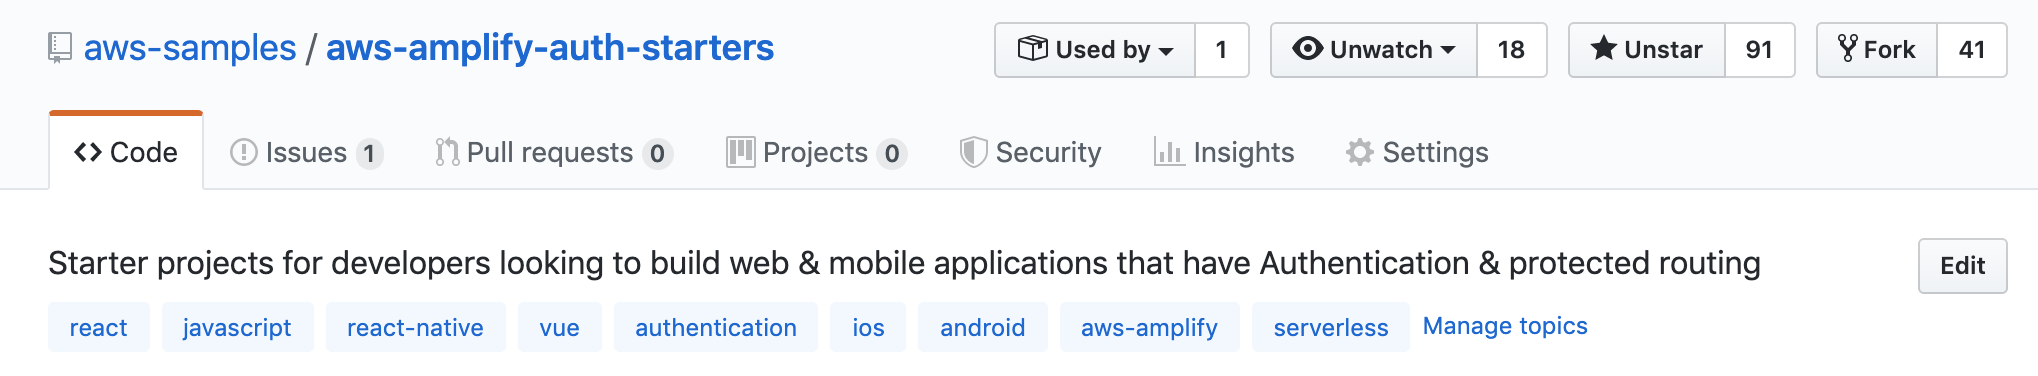 aws-samples / aws-amplify-auth-starters Used by 1 Unwatch 18 Unstar 91 Fork 41
Code Issues 1 Pull requests 0 Projects 0 Security Insights Settings
Starter projects for developers looking to build web & mobile applications that have Authentication & protected routing Edit
react javascript react-native vue authentication ios android aws-amplify serverless Manage topics